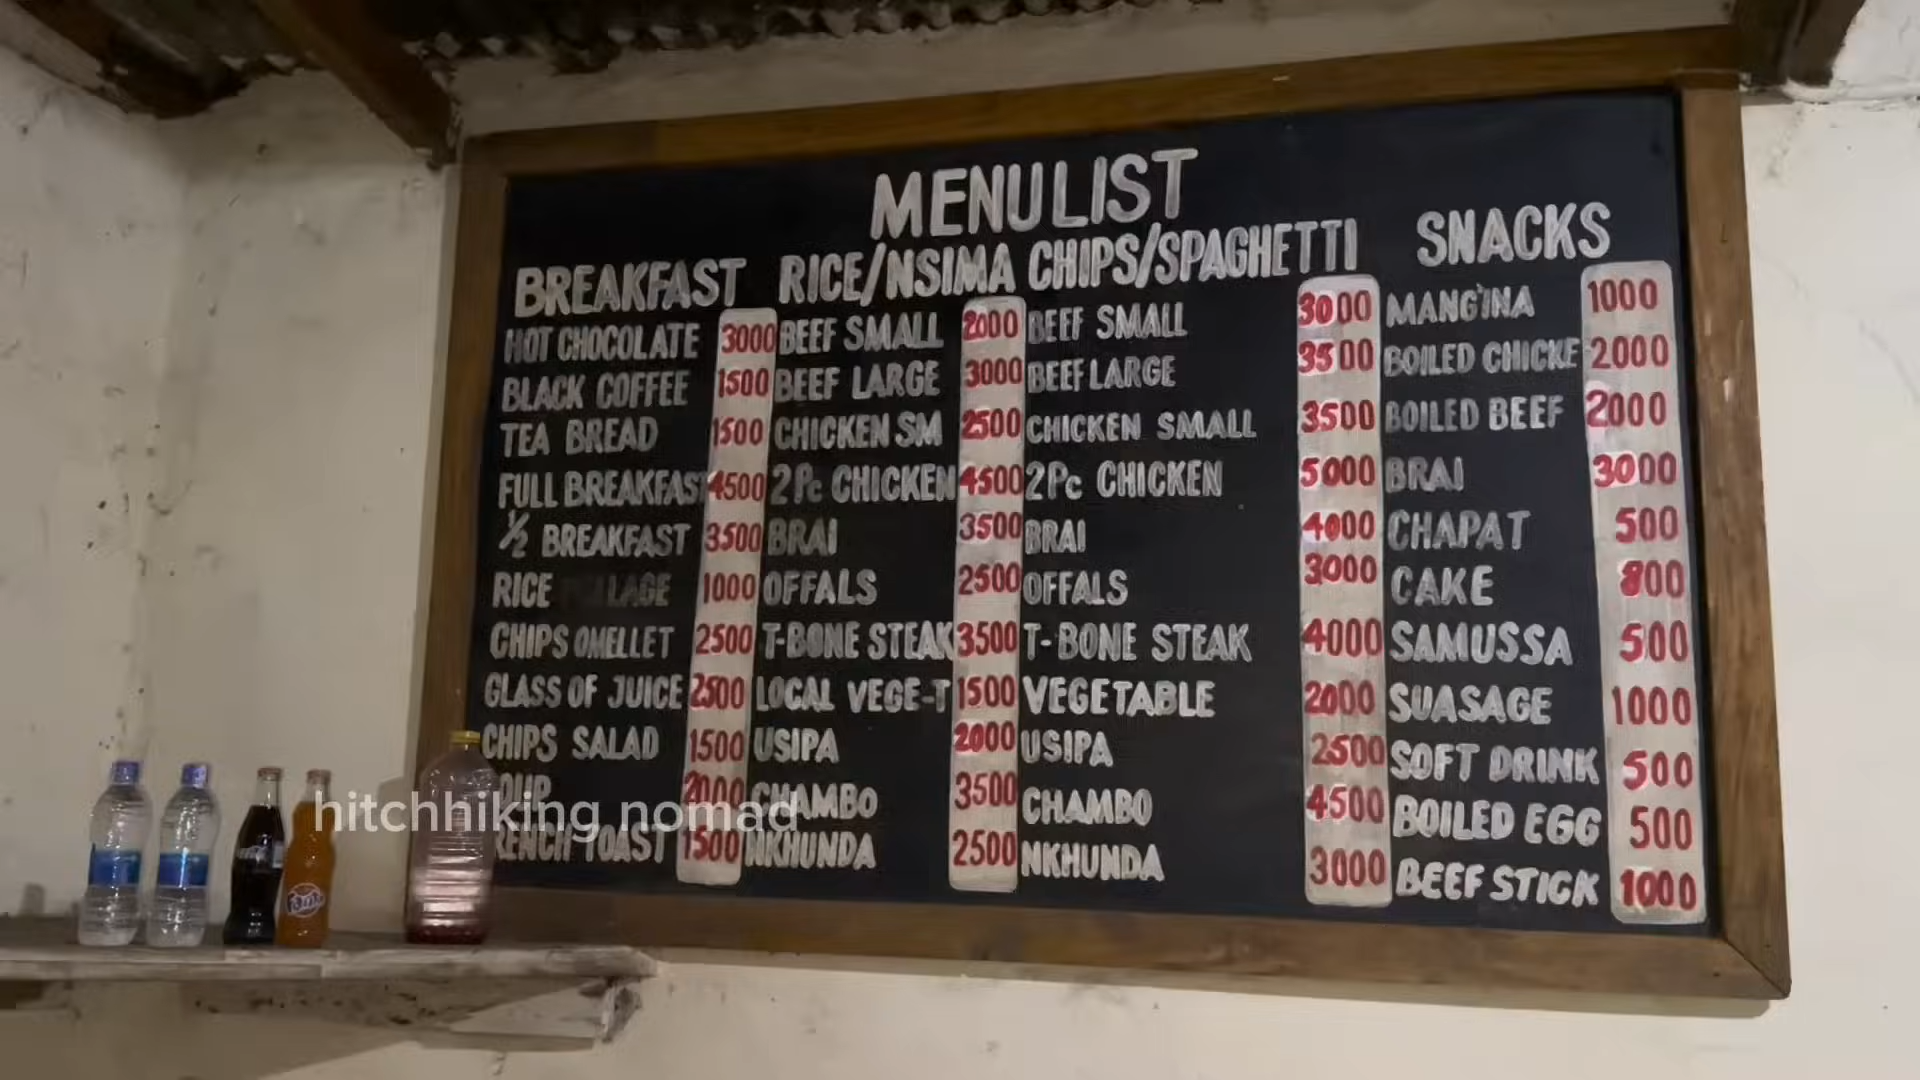 MENU LIST
BREAKFAST
HOT CHOCOLATE 3000
BLACK COFFEE 1500
TEA BREAD 1500
FULL BREAKFAST 4500
1/2 BREAKFAST 3500
RICE 1000
CHIPS OMELLET 2500
GLASS OF JUICE 2500
CHIPS SALAD 1500
OUP 2000
RENCH TOAST 1500
RICE/NSIMA
BEEF SMALL 2000
BEEF LARGE 3000
CHICKEN SM 2500
2Pc CHICKEN 4500
BRAI 3500
OFFALS 2500
T-BONE STEAK 3500
LOCAL VEGE-T 1500
USIPA 2000
CHAMBO 3500
NKHUNDA 2500
CHIPS/SPAGHETTI
BEEF SMALL 3000
BEEF LARGE 3500
CHICKEN SMALL 3500
2Pc CHICKEN 5000
BRAI 4000
OFFALS 3000
T-BONE STEAK 4000
VEGETABLE 2000
USIPA 2500
CHAMBO 4500
NKHUNDA 3000
SNACKS
MANG'INA 1000
BOILED CHICKE 2000
BOILED BEEF 2000
BRAI 3000
CHAPAT 500
CAKE 800
SAMUSSA 500
SUASAGE 1000
SOFT DRINK 500
BOILED EGG 500
BEEF STICK 1000
hitchhiking nomad
Fanta